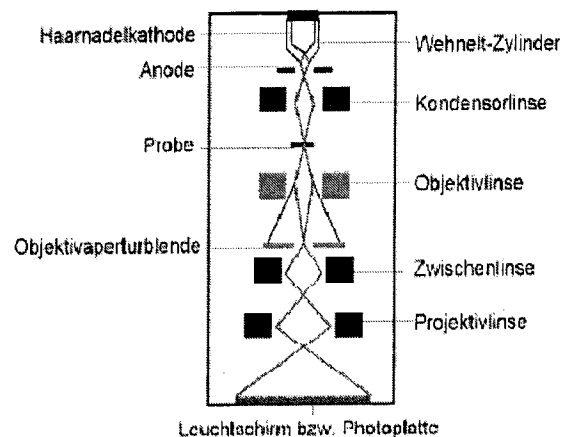 Haarnadelkathode
Wehnelt-Zylinder
Anode
Kondensorlinse
Probe
Objektivlinse
Objektivaperturblende
Zwischenlinse
Projektivlinse
Leuchtschirm bzw. Photoplatte